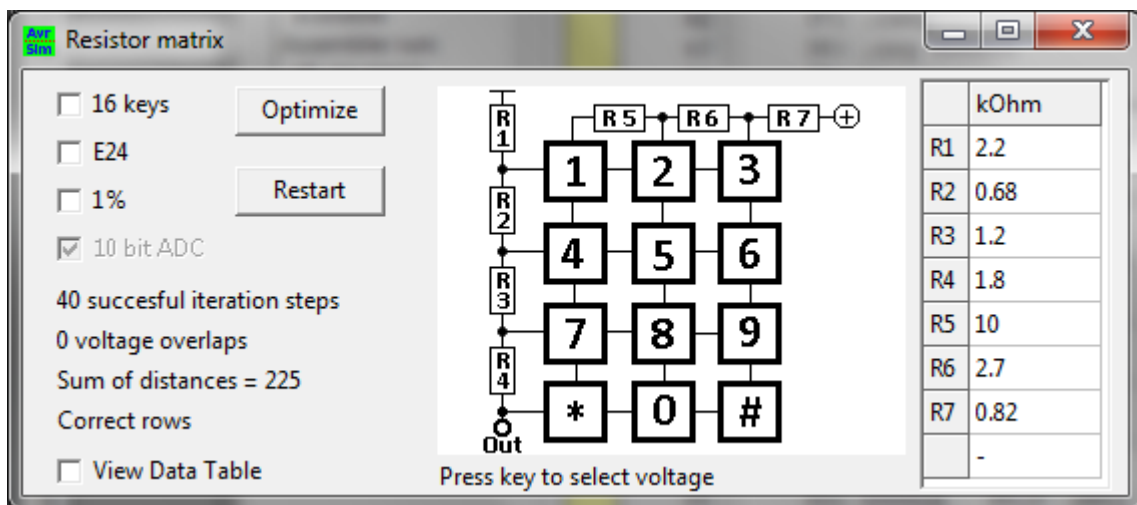 Avr
Sim
Resistor matrix
16 keys
Optimize
E24
1%
Restart
10 bit ADC
40 succesful iteration steps
0 voltage overlaps
Sum of distances = 225
Correct rows
View Data Table
R1
R2
R3
R4
Out
R5
R6
R7
1
2
3
4
5
6
7
8
9
*
0
#
Press key to select voltage
kOhm
R1 2.2
R2 0.68
R3 1.2
R4 1.8
R5 10
R6 2.7
R7 0.82
-